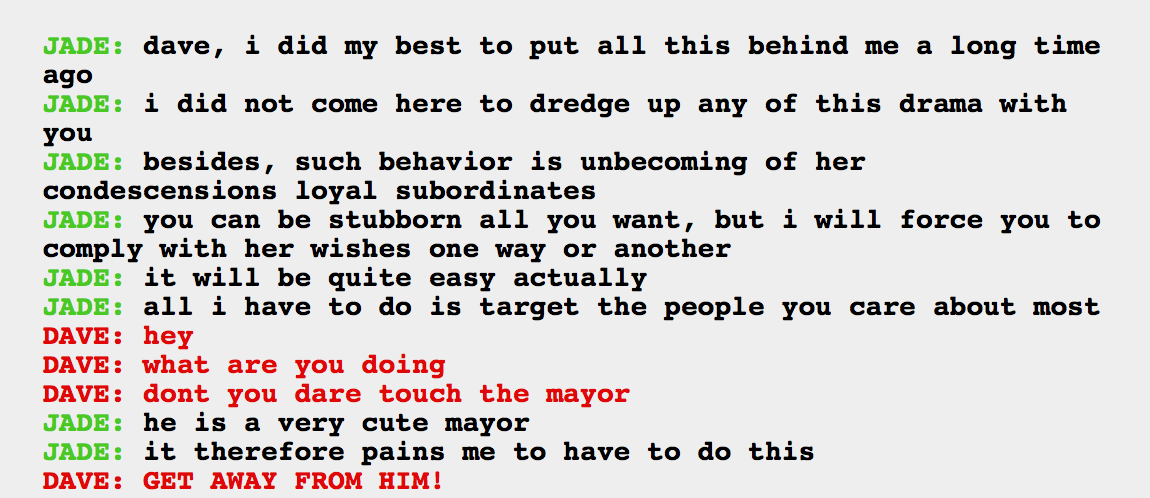 JADE: dave, i did my best to put all this behind me a long time
ago
JADE: i did not come here to dredge up any of this drama with
you
JADE: besides, such behavior is unbecoming of her
condescensions loyal subordinates
JADE: you can be stubborn all you want, but i will force you to
comply with her wishes one way or another
JADE: it will be quite easy actually
JADE: all i have to do is target the people you care about most
DAVE: hey
DAVE: what are you doing
DAVE: dont you dare touch the mayor
JADE: he is a very cute mayor
JADE: it therefore pains me to have to do this
DAVE: GET AWAY FROM HIM!